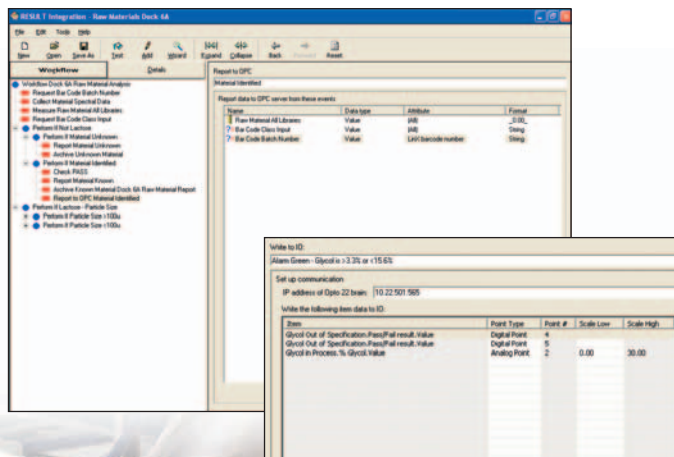 RESULT Integration - Raw Materials Dock 6A
File Edit Tools Help
New Open Save As Test Add Wizard Expand Collapse Back Forward Reset
Workflow Details
Workflow Dock 6A Raw Material Analysis
Request Bar Code Batch Number
Collect Material Spectral Data
Measure Raw Material All Libraries
Request Bar Code Class Input
Perform If Not Lactose
Perform If Material Unknown
Report Material Unknown
Archive Unknown Material
Perform If Material Identified
Check PASS
Report Material Known
Archive Known Material Dock 6A Raw Material Report
Report to OPC Material Identified
Perform If Lactose - Particle Size
Perform If Particle Size >100u
Perform If Particle Size <100u
Report to OPC
Material Identified
Report data to OPC server from these events
Name Data type Attribute Format
Raw Material All Libraries Value (All) _0.00_
Bar Code Class Input Value (All) String
Bar Code Batch Number Value LinX barcode number String
Write to IO:
Alarm Green - Glycol is >3.3% or <15.6%
Set up communication
IP address of Opto 22 brain: 10.22.501.565
Write the following item data to IO:
Item Point Type Point # Scale Low Scale High
Glycol Out of Specification.Pass/Fail result.Value Digital Point 4
Glycol Out of Specification.Pass/Fail result.Value Digital Point 5
Glycol in Process.% Glycol.Value Analog Point 2 0.00 30.00